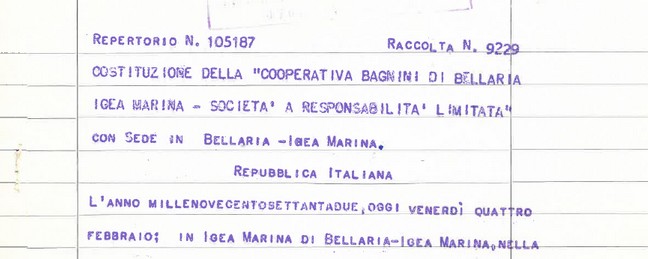 REPERTORIO N. 105187 RACCOLTA N. 9229
COSTITUZIONE DELLA "COOPERATIVA BAGNINI DI BELLARIA
IGEA MARINA - SOCIETA' A RESPONSABILITA' LIMITATA"
CON SEDE IN BELLARIA -IGEA MARINA.
REPUBBLICA ITALIANA
L'ANNO MILLENOVECENTOSETTANTADUE,OGGI VENERDÌ QUATTRO
FEBBRAIO; IN IGEA MARINA DI BELLARIA-IGEA MARINA,NELLA